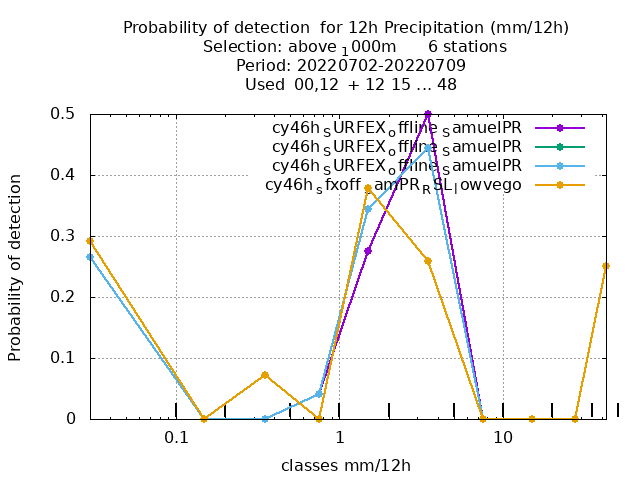 Probability of detection for 12h Precipitation (mm/12h)
Selection: above 1000m 6 stations
Period: 20220702-20220709
Used 00,12 + 12 15 ... 48
0.5
0.4
0.3
0.2
0.1
0
Probability of detection
cy46h_SURFEX_offline_SamuelPR
cy46h_SURFEX_offline_SamuelPR
cy46h_SURFEX_offline_SamuelPR
cy46h_sfxoff_samPR_RSL_lowvego
0.1 1 10
classes mm/12h